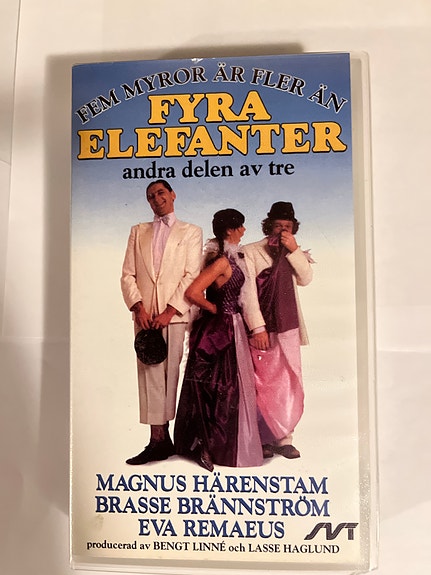 FEM MYROR ÄR FLER ÄN
FYRA
ELEFANTER
andra delen av tre
MAGNUS HÄRENSTAM
BRASSE BRÄNNSTRÖM
EVA REMAEUS
SVT
producerad av BENGT LINNÉ och LASSE HAGLUND